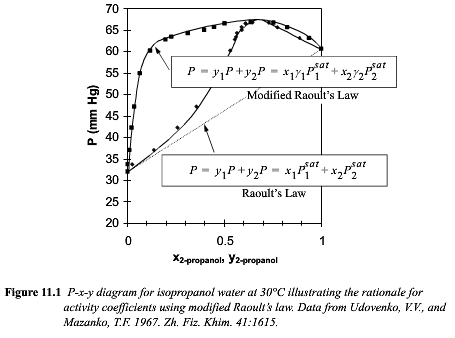 70
65
60
55
50
45
40
35
30
25
20
P (mm Hg)
P = y₁P + y₂P = x₁γ₁P₁ˢᵃᵗ + x₂γ₂P₂ˢᵃᵗ
Modified Raoult's Law
P = y₁P + y₂P = x₁P₁ˢᵃᵗ + x₂P₂ˢᵃᵗ
Raoult's Law
0 0.5 1
x₂-propanol, y₂-propanol
Figure 11.1 P-x-y diagram for isopropanol water at 30°C illustrating the rationale for
activity coefficients using modified Raoult's law. Data from Udovenko, V.V., and
Mazanko, T.F. 1967. Zh. Fiz. Khim. 41:1615.